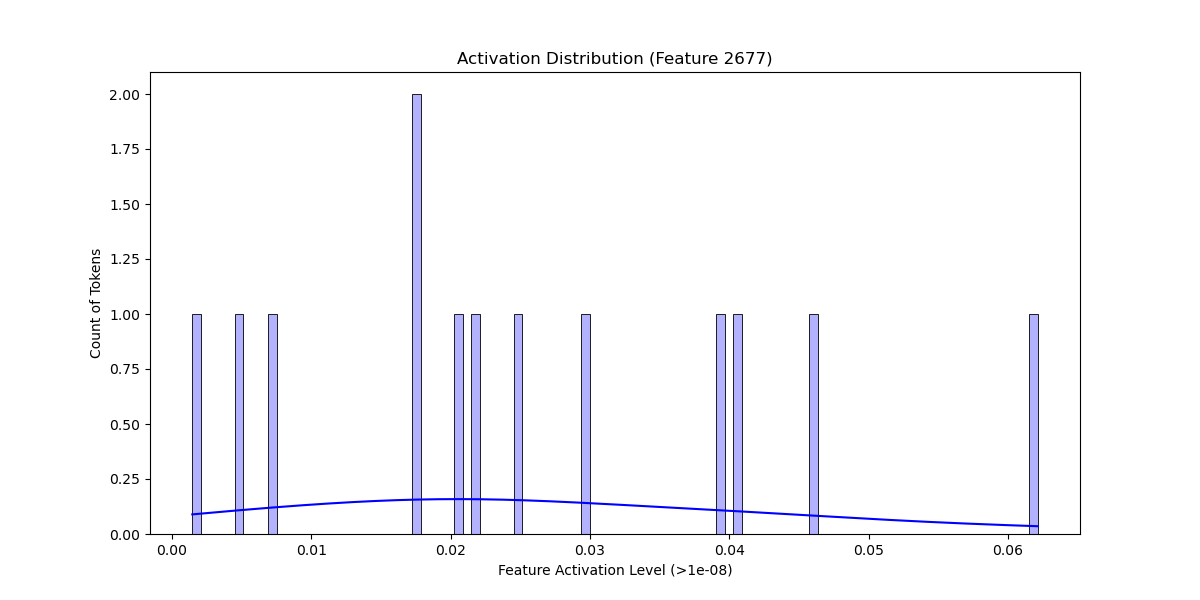 Activation Distribution (Feature 2677)
2.00
1.75
1.50
1.25
1.00
0.75
0.50
0.25
0.00
Count of Tokens
0.00 0.01 0.02 0.03 0.04 0.05 0.06
Feature Activation Level (>1e-08)